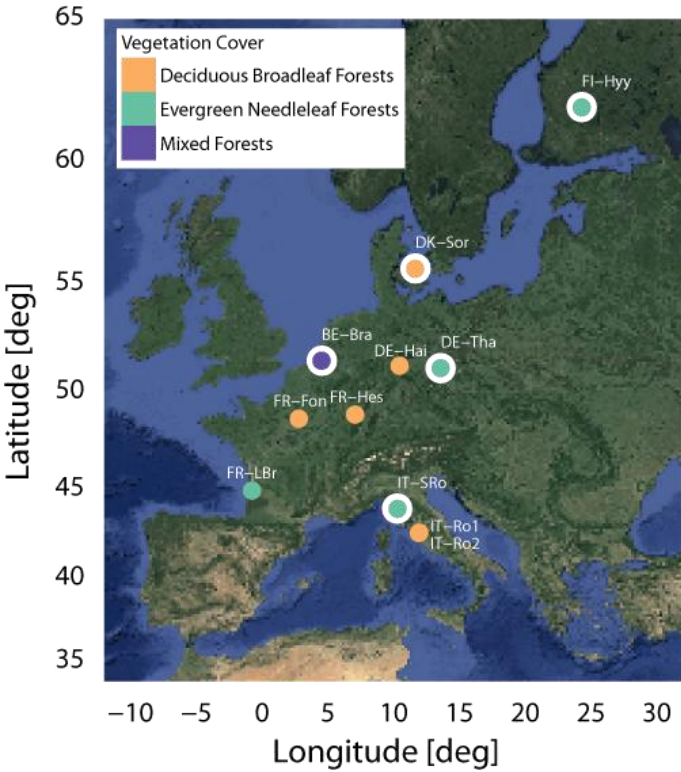 65
Vegetation Cover
Deciduous Broadleaf Forests
Evergreen Needleleaf Forests
Mixed Forests
FI−Hyy
60
DK−Sor
55
BE−Bra
DE−Hai
DE−Tha
50
FR−Fon
FR−Hes
FR−LBr
45
IT−SRo
IT−Ro1
IT−Ro2
40
35
Latitude [deg]
−10 −5 0 5 10 15 20 25 30
Longitude [deg]